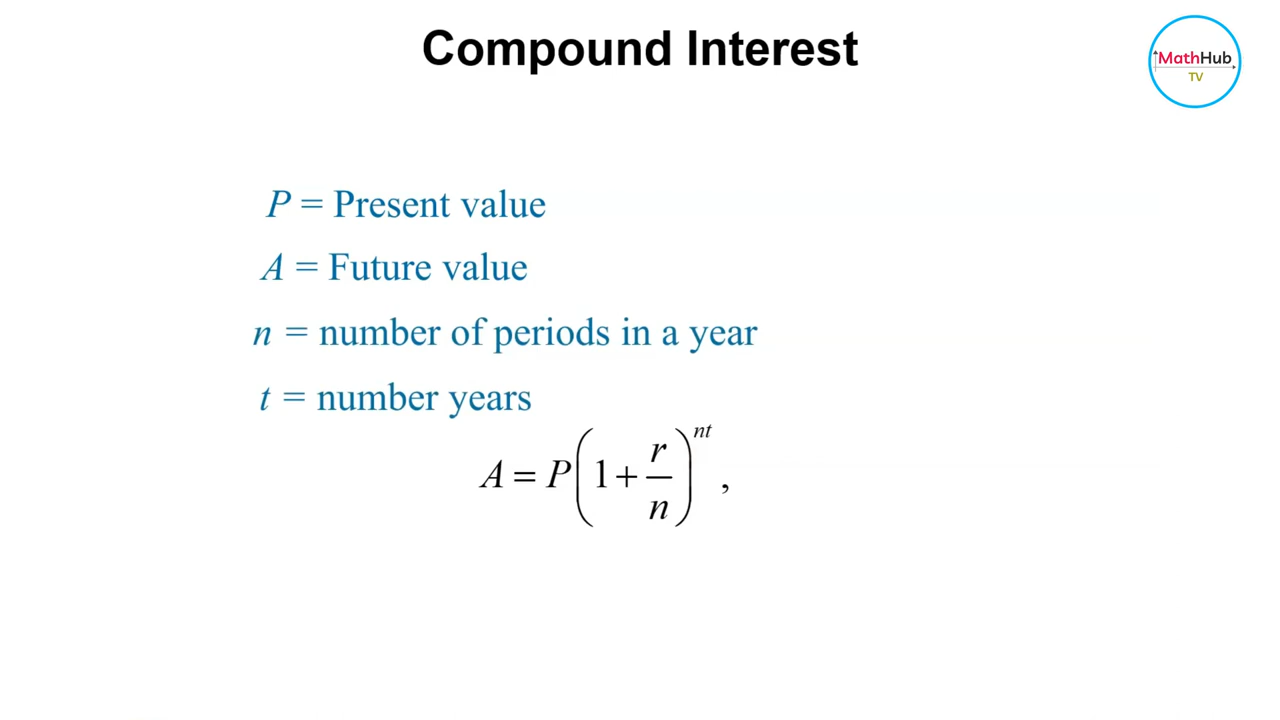 Compound Interest
MathHub
TV
P = Present value
A = Future value
n = number of periods in a year
t = number years
A = P(1 + r/n)^nt,